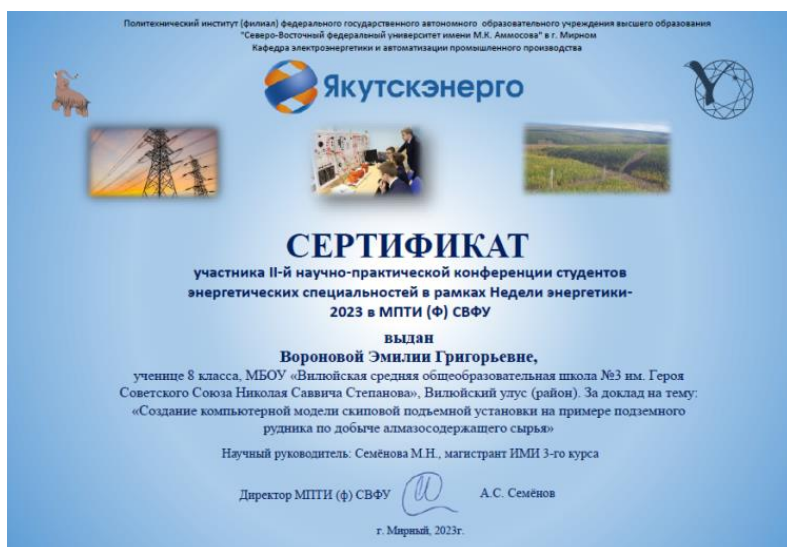 Политехнический институт (филиал) федерального государственного автономного образовательного учреждения высшего образования
"Северо-Восточный федеральный университет имени М.К. Аммосова" в г. Мирном
Кафедра электроэнергетики и автоматизации промышленного производства
Якутскэнерго
СЕРТИФИКАТ
участника II-й научно-практической конференции студентов
энергетических специальностей в рамках Недели энергетики-
2023 в МПТИ (Ф) СВФУ
выдан
Вороновой Эмилии Григорьевне,
ученице 8 класса, МБОУ «Вилюйская средняя общеобразовательная школа №3 им. Героя
Советского Союза Николая Саввича Степанова», Вилюйский улус (район). За доклад на тему:
«Создание компьютерной модели скиповой подъемной установки на примере подземного
рудника по добыче алмазосодержащего сырья»
Научный руководитель: Семёнова М.Н., магистрант ИМИ 3-го курса
Директор МПТИ (ф) СВФУ А.С. Семёнов
г. Мирный, 2023г.